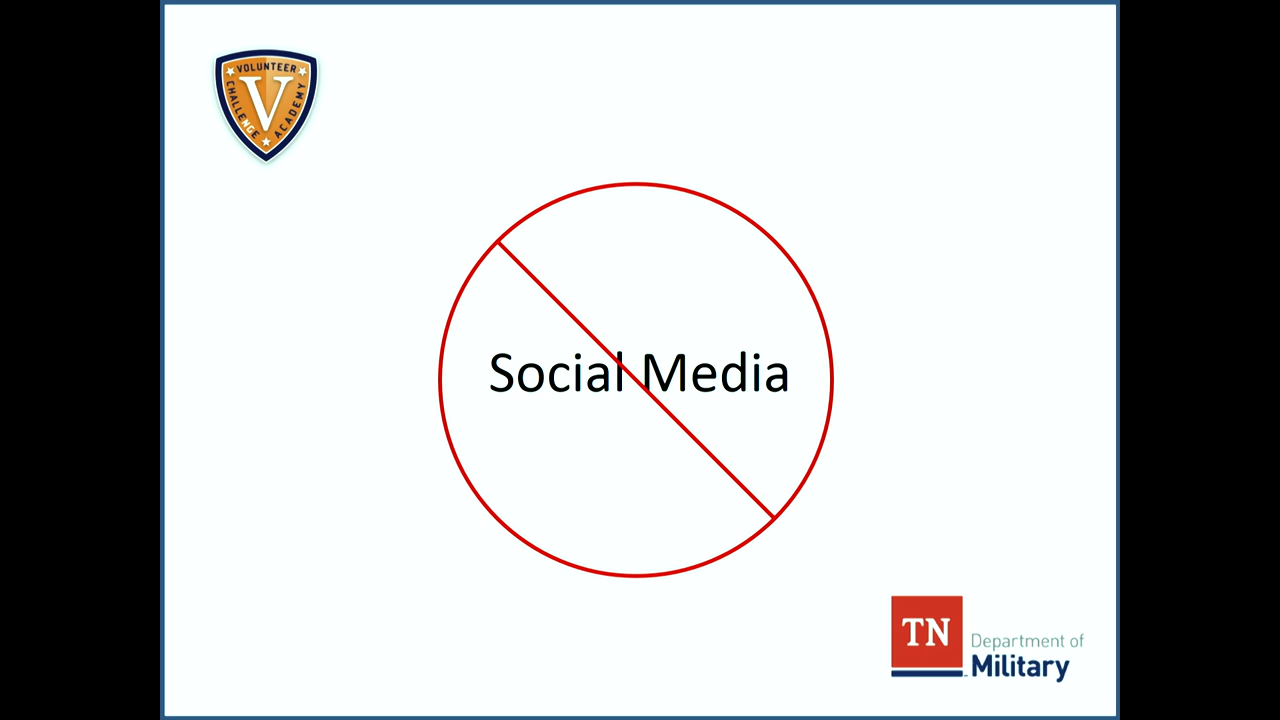 VOLUNTEER
CHALLENGE
ACADEMY
V
Social Media
TN
Department of
Military